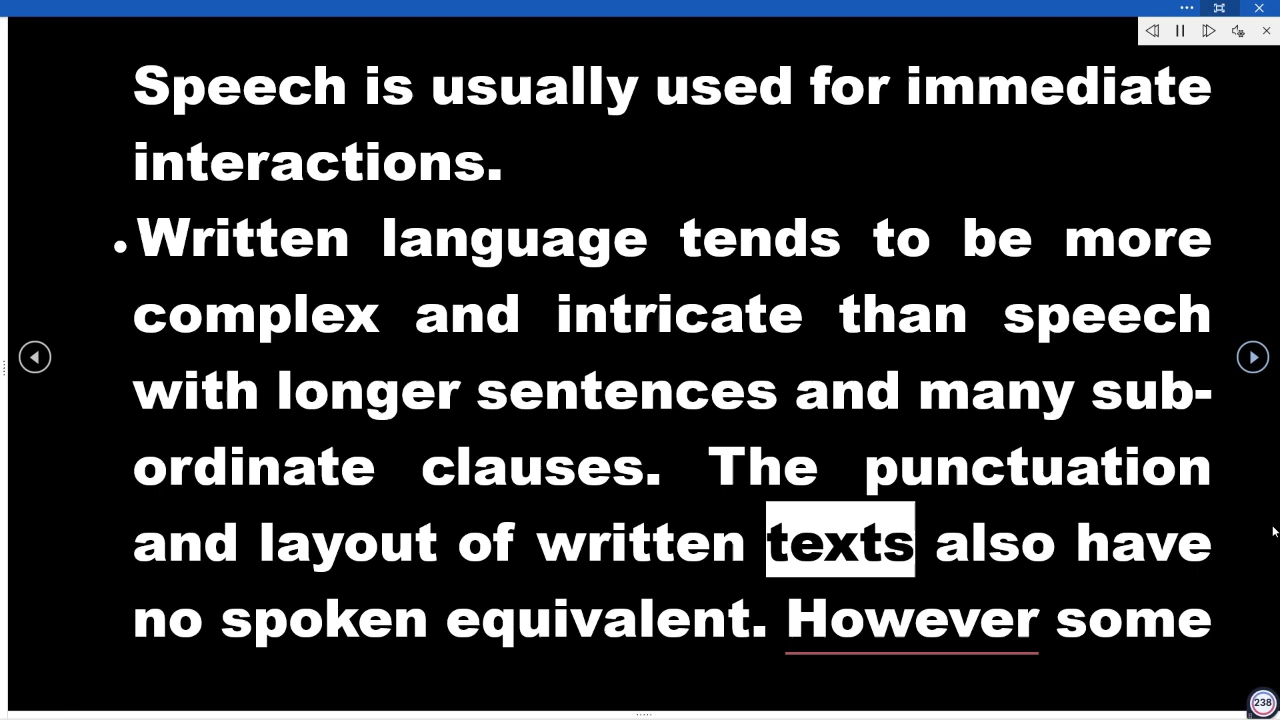 Speech is usually used for immediate
interactions.
•Written language tends to be more
complex and intricate than speech
with longer sentences and many sub-
ordinate clauses. The punctuation
and layout of written texts also have
no spoken equivalent. However some
238